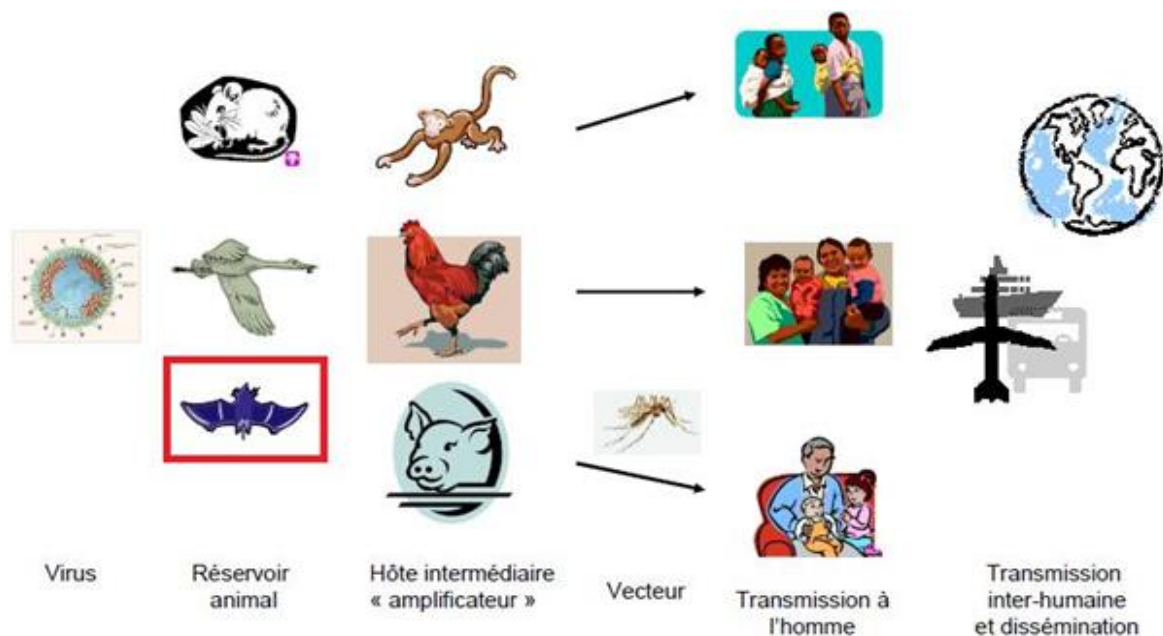 Virus
Réservoir
animal
Hôte intermédiaire
« amplificateur »
Vecteur
Transmission à
l'homme
Transmission
inter-humaine
et dissémination